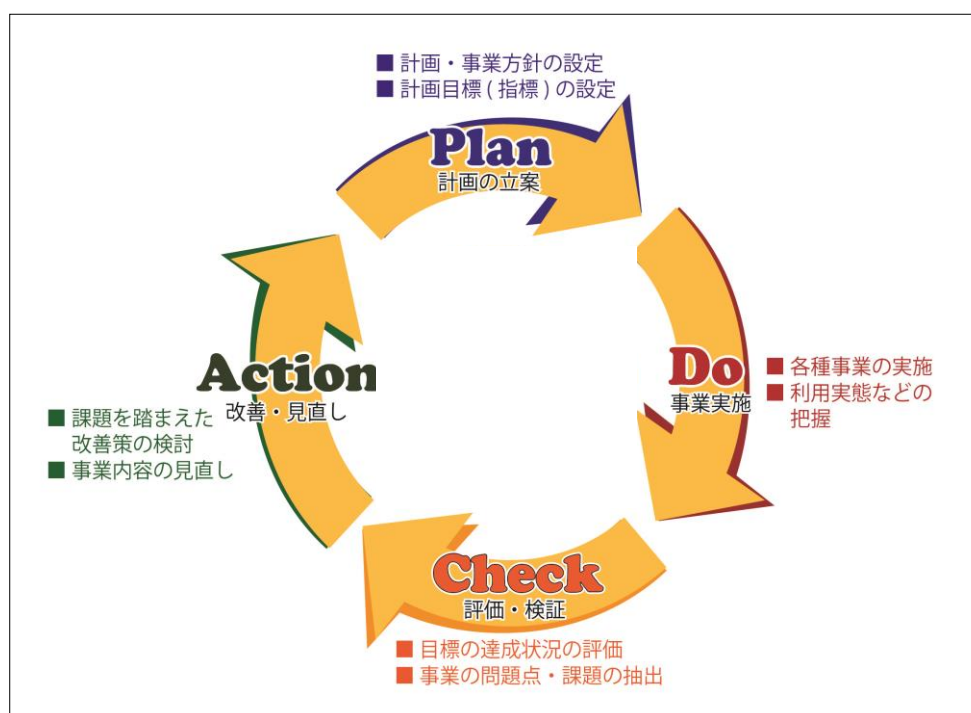 ■ 計画・事業方針の設定
■ 計画目標 ( 指標 ) の設定
Plan
計画の立案
Do
事業実施
■ 各種事業の実施
■ 利用実態などの
把握
Check
評価・検証
■ 目標の達成状況の評価
■ 事業の問題点・課題の抽出
Action
改善・見直し
■ 課題を踏まえた
改善策の検討
■ 事業内容の見直し